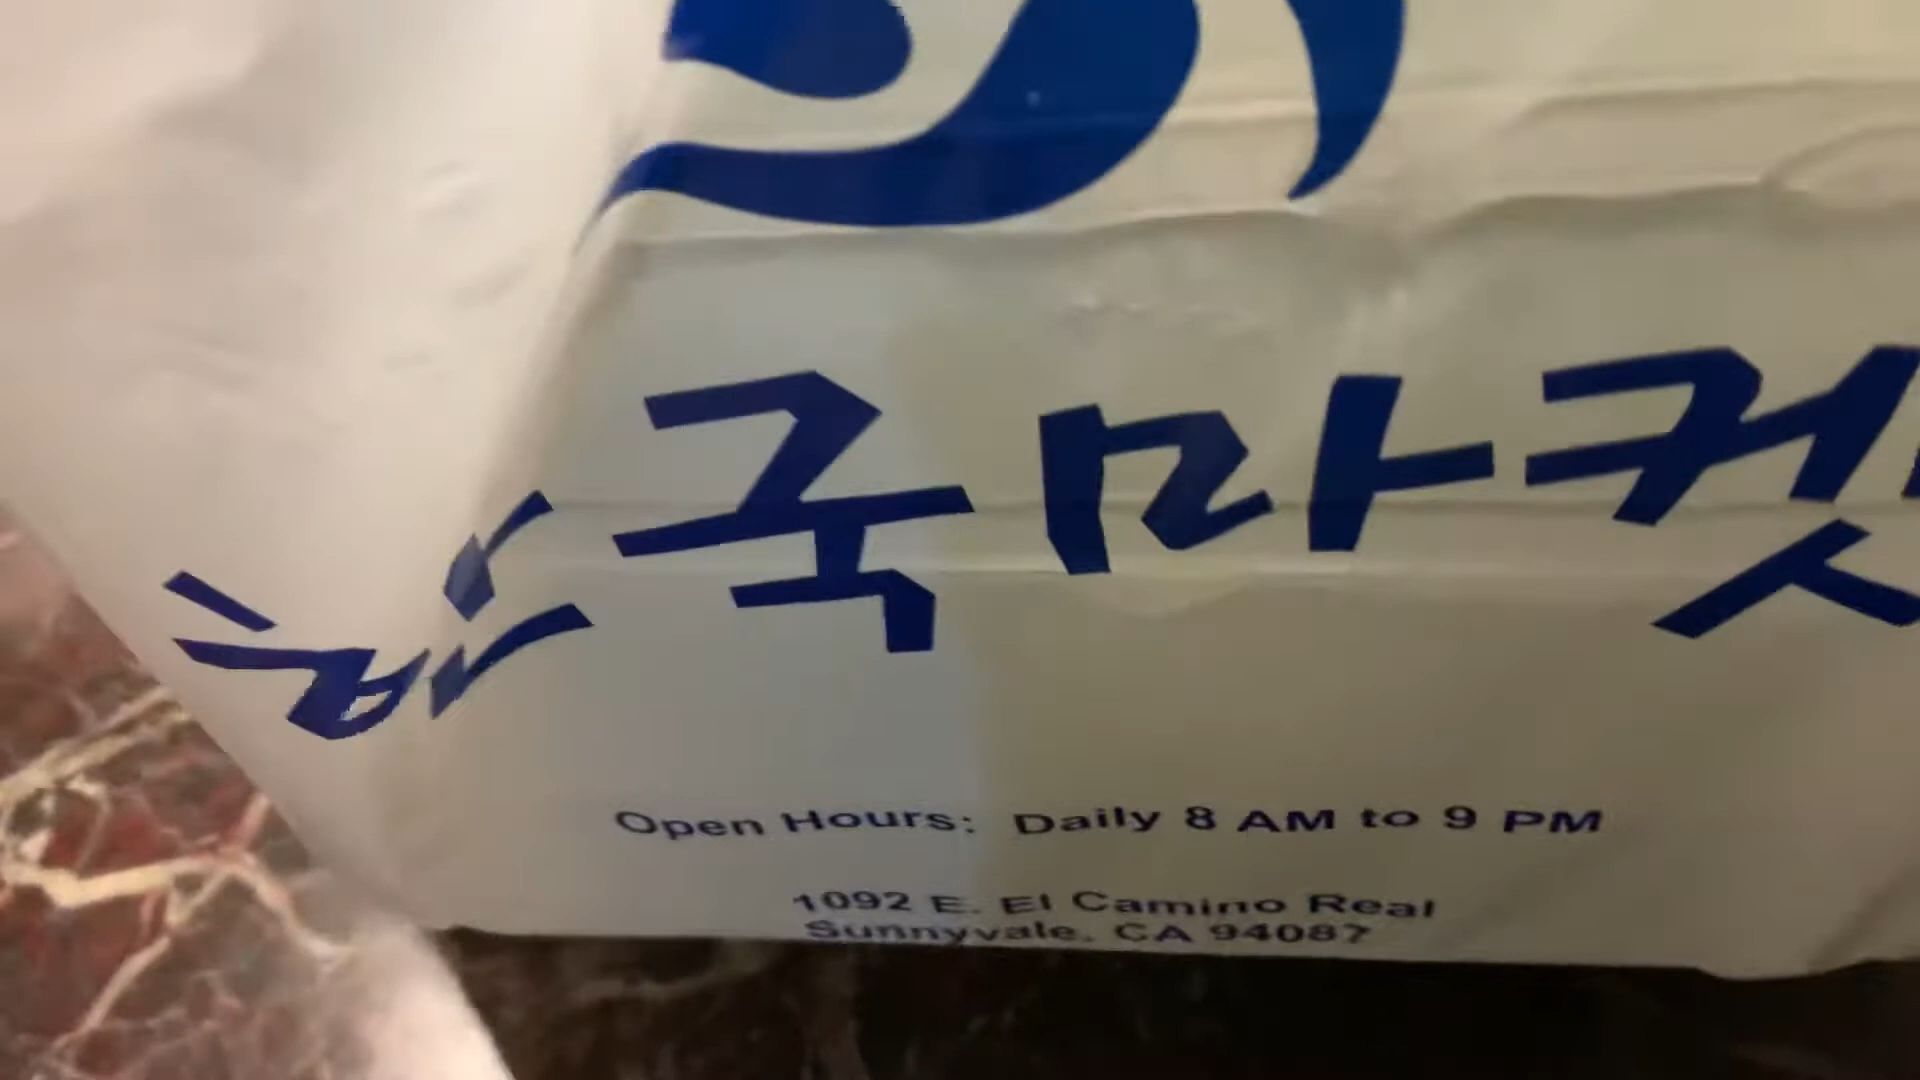 한국마켓
Open Hours: Daily 8 AM to 9 PM
1092 E. El Camino Real
Sunnyvale, CA 94087